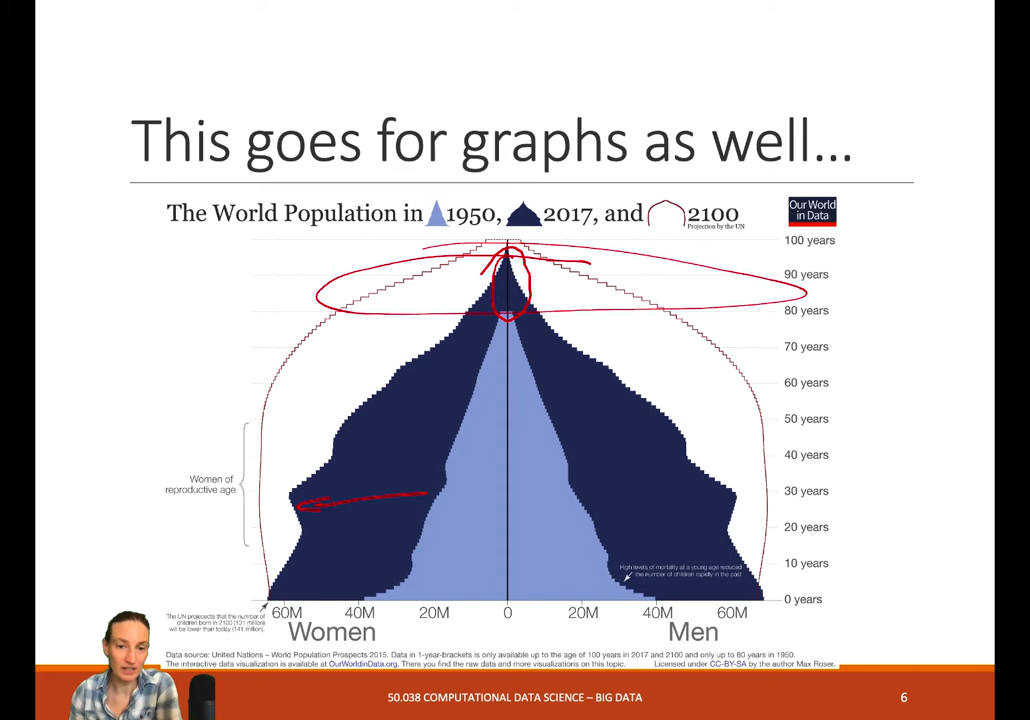 This goes for graphs as well...
The World Population in 1950, 2017, and 2100
Projection by the UN
Our World
in Data
100 years
90 years
80 years
70 years
60 years
50 years
40 years
Women of
reproductive age
30 years
20 years
10 years
High levels of mortality at a young age reduced
the number of children rapidly in the past
0 years
60M 40M 20M 0 20M 40M 60M
The UN projects that the number of
children born in 2100 (131 million)
will be lower than today (141 million).
Women Men
Data source: United Nations – World Population Prospects 2015. Data in 1-year-brackets is only available up to the age of 100 years in 2017 and 2100 and only up to 80 years in 1950.
The interactive data visualization is available at OurWorldinData.org. There you find the raw data and more visualizations on this topic. Licensed under CC-BY-SA by the author Max Roser.
50.038 COMPUTATIONAL DATA SCIENCE – BIG DATA 6